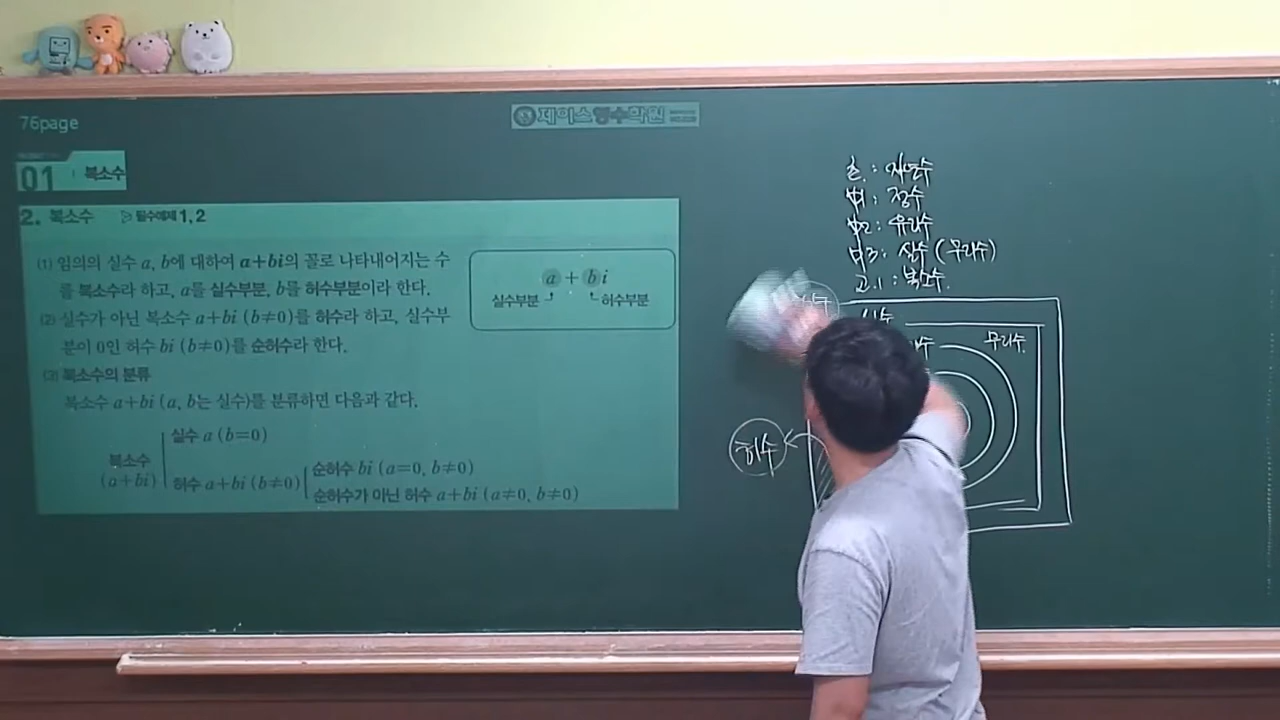 76page
제이스영수학원
01 복소수
2. 복소수 필수예제 1, 2
(1) 임의의 실수 a, b에 대하여 a+bi의 꼴로 나타내어지는 수
를 복소수라 하고, a를 실수부분, b를 허수부분이라 한다.
a + b i
실수부분 허수부분
(2) 실수가 아닌 복소수 a+bi (b≠0)를 허수라 하고, 실수부
분이 0인 허수 bi (b≠0)를 순허수라 한다.
(3) 복소수의 분류
복소수 a+bi (a, b는 실수)를 분류하면 다음과 같다.
복소수
(a+bi)
실수 a (b=0)
허수 a+bi (b≠0)
순허수 bi (a=0, b≠0)
순허수가 아닌 허수 a+bi (a≠0, b≠0)
초 : 자연수
중1 : 정수
중2 : 유리수
중3 : 실수 (무리수)
고1 : 복소수
무리수
허수